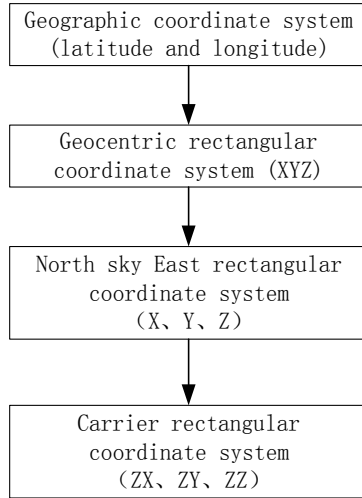 Geographic coordinate system
(latitude and longitude)
Geocentric rectangular
coordinate system (XYZ)
North sky East rectangular
coordinate system
(X、Y、Z)
Carrier rectangular
coordinate system
(ZX、ZY、ZZ)